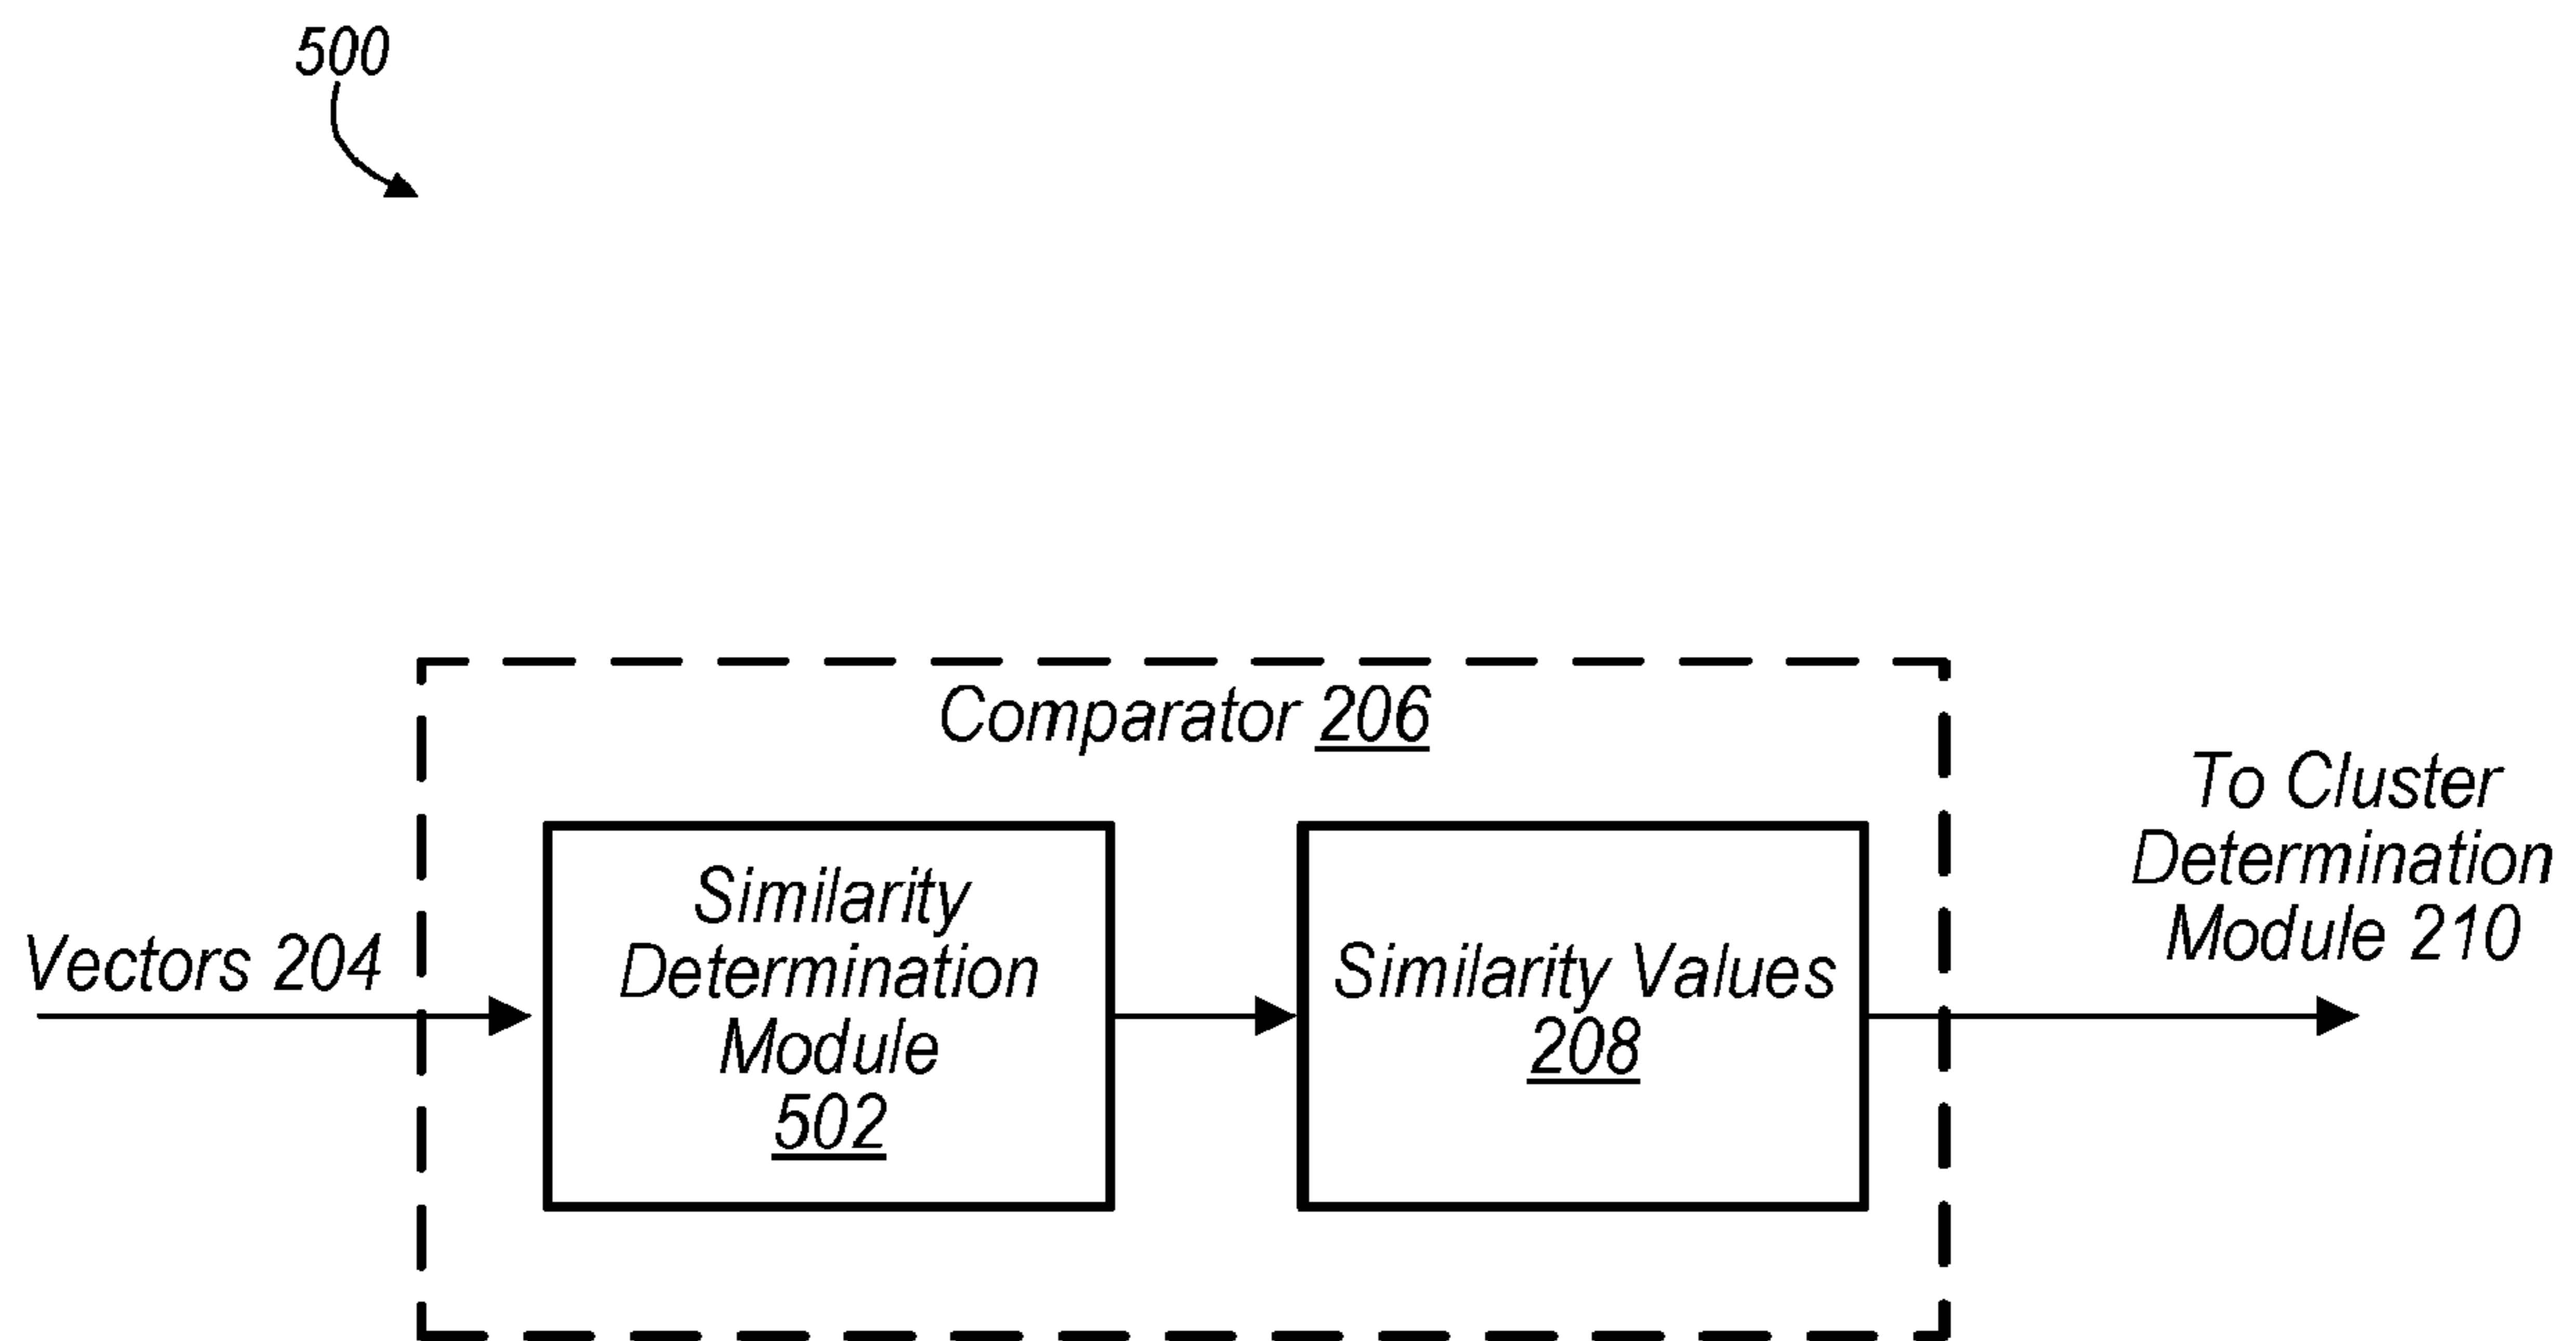 500
Comparator 206
To Cluster
Determination
Module 210
Vectors 204
Similarity
Determination
Module
502
Similarity Values
208